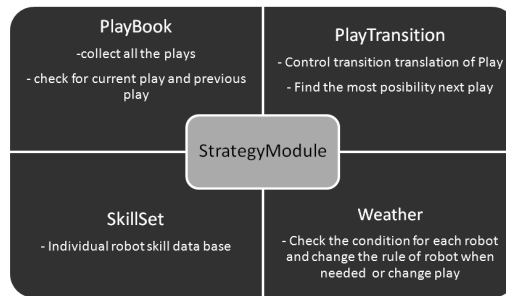 PlayBook
-collect all the plays
- check for current play and previous
play
PlayTransition
- Control transition translation of Play
- Find the most posibility next play
StrategyModule
SkillSet
- Individual robot skill data base
Weather
- Check the condition for each robot
and change the rule of robot when
needed or change play